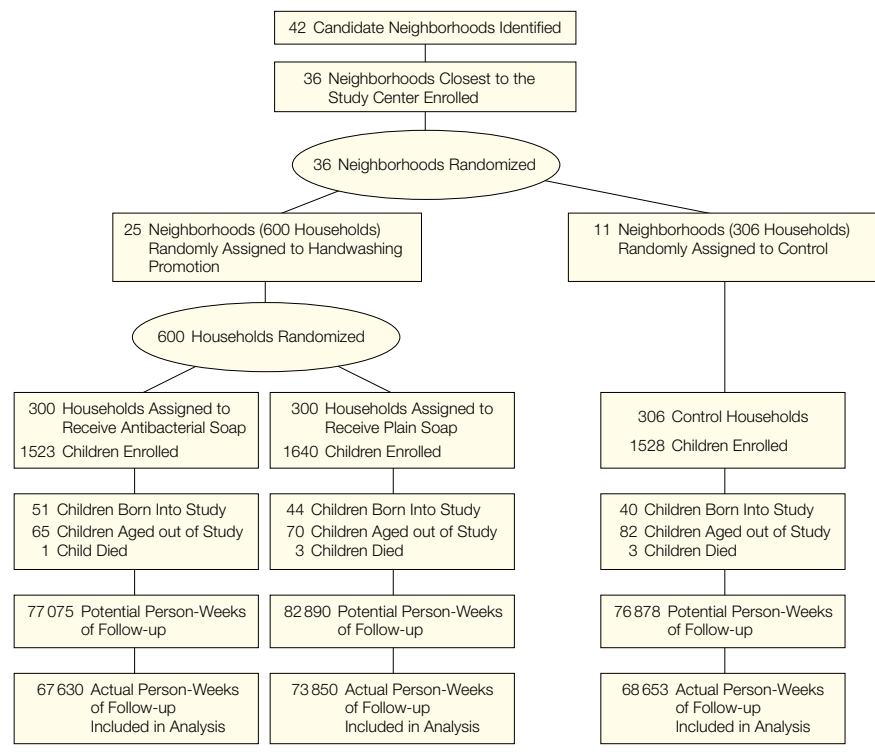 42 Candidate Neighborhoods Identified
36 Neighborhoods Closest to the
Study Center Enrolled
36 Neighborhoods Randomized
25 Neighborhoods (600 Households)
Randomly Assigned to Handwashing
Promotion
11 Neighborhoods (306 Households)
Randomly Assigned to Control
600 Households Randomized
300 Households Assigned to
Receive Antibacterial Soap
1523 Children Enrolled
300 Households Assigned to
Receive Plain Soap
1640 Children Enrolled
306 Control Households
1528 Children Enrolled
51 Children Born Into Study
65 Children Aged out of Study
1 Child Died
44 Children Born Into Study
70 Children Aged out of Study
3 Children Died
40 Children Born Into Study
82 Children Aged out of Study
3 Children Died
77 075 Potential Person-Weeks
of Follow-up
82 890 Potential Person-Weeks
of Follow-up
76 878 Potential Person-Weeks
of Follow-up
67 630 Actual Person-Weeks
of Follow-up
Included in Analysis
73 850 Actual Person-Weeks
of Follow-up
Included in Analysis
68 653 Actual Person-Weeks
of Follow-up
Included in Analysis